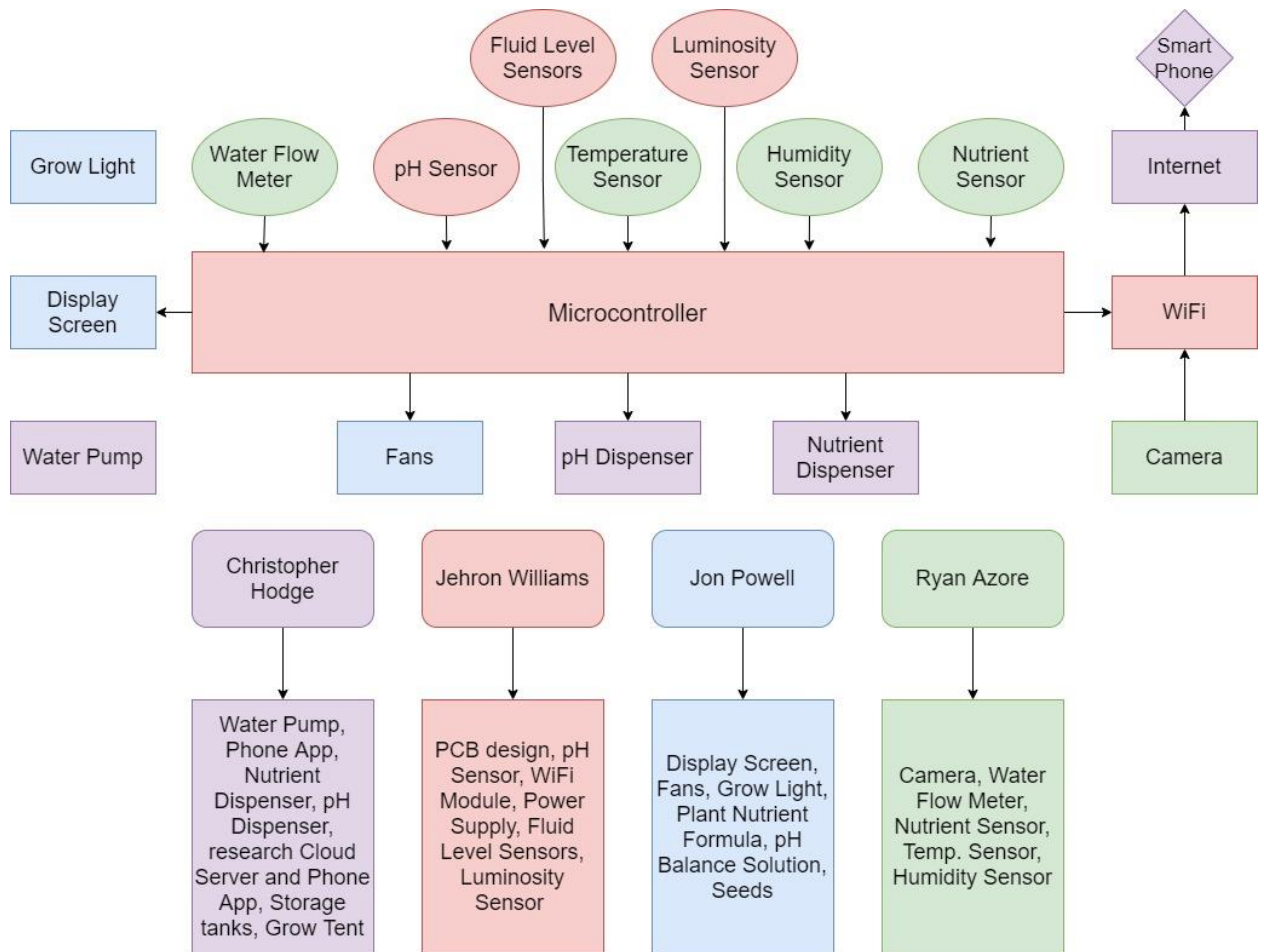 Fluid Level
Sensors
Luminosity
Sensor
Smart
Phone
Grow Light
Water Flow
Meter
pH Sensor
Temperature
Sensor
Humidity
Sensor
Nutrient
Sensor
Internet
Display
Screen
Microcontroller
WiFi
Water Pump
Fans
pH Dispenser
Nutrient
Dispenser
Camera
Christopher
Hodge
Jehron Williams
Jon Powell
Ryan Azore
Water Pump,
Phone App,
Nutrient
Dispenser, pH
Dispenser,
research Cloud
Server and Phone
App, Storage
tanks, Grow Tent
PCB design, pH
Sensor, WiFi
Module, Power
Supply, Fluid
Level Sensors,
Luminosity
Sensor
Display Screen,
Fans, Grow Light,
Plant Nutrient
Formula, pH
Balance Solution,
Seeds
Camera, Water
Flow Meter,
Nutrient Sensor,
Temp. Sensor,
Humidity Sensor